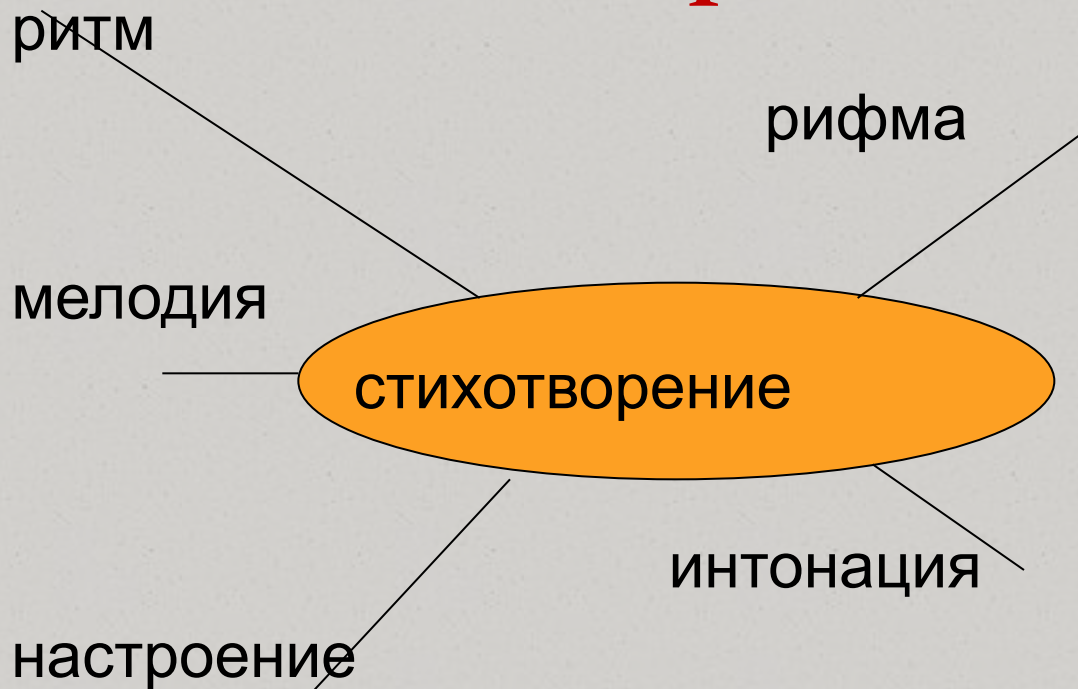 ритм
рифма
мелодия
стихотворение
интонация
настроение